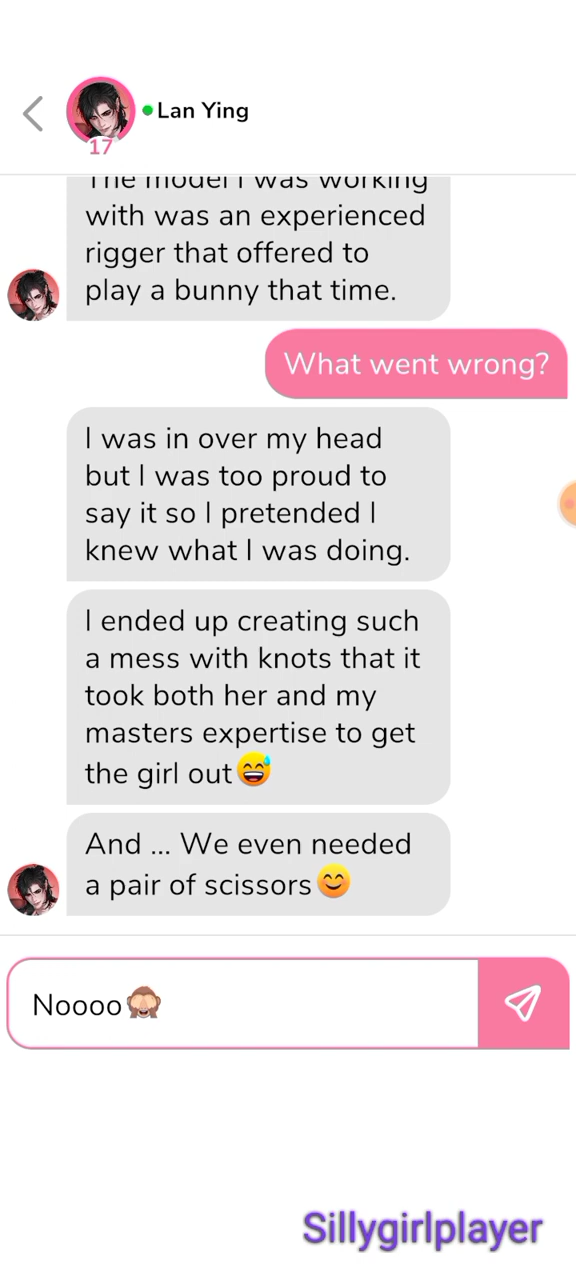 Lan Ying
17
The model I was working
with was an experienced
rigger that offered to
play a bunny that time.
What went wrong?
I was in over my head
but I was too proud to
say it so I pretended I
knew what I was doing.
I ended up creating such
a mess with knots that it
took both her and my
masters expertise to get
the girl out😅
And ... We even needed
a pair of scissors😊
Noooo🙈
Sillygirlplayer